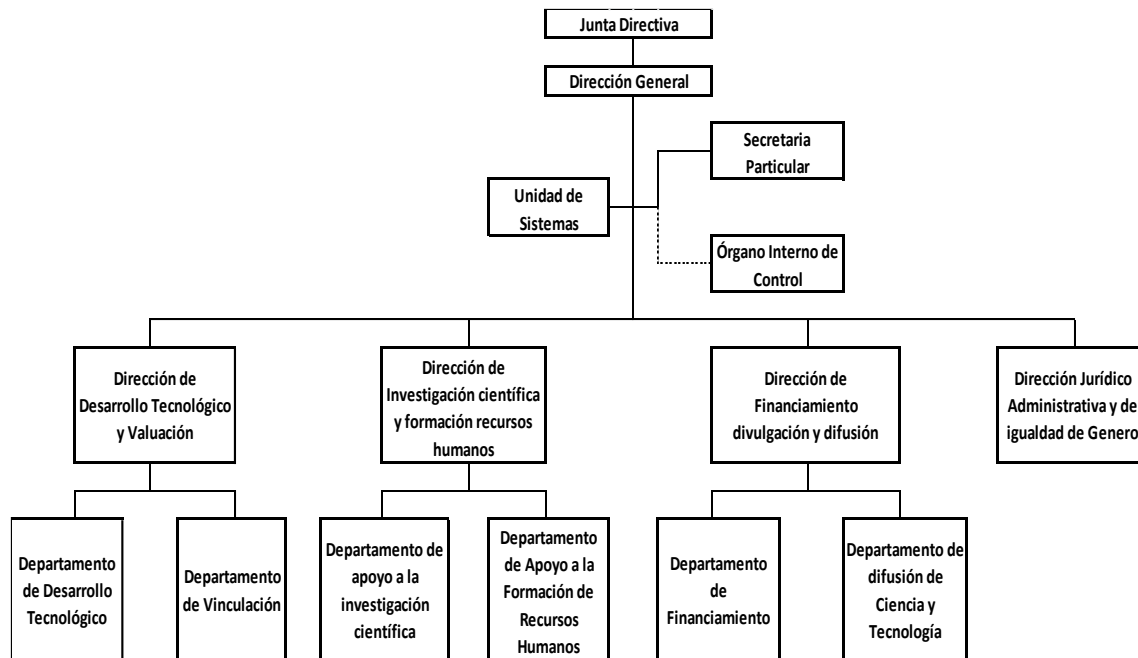 Junta Directiva
Dirección General
Secretaria
Particular
Unidad de
Sistemas
Órgano Interno de
Control
Dirección de
Desarrollo Tecnológico
y Valuación
Dirección de
Investigación científica
y formación recursos
humanos
Dirección de
Financiamiento
divulgación y difusión
Dirección Jurídico
Administrativa y de
igualdad de Genero
Departamento
de Desarrollo
Tecnológico
Departamento
de Vinculación
Departamento de
apoyo a la
investigación
científica
Departamento
de Apoyo a la
Formación de
Recursos
Humanos
Departamento
de
Financiamiento
Departamento de
difusión de
Ciencia y
Tecnología